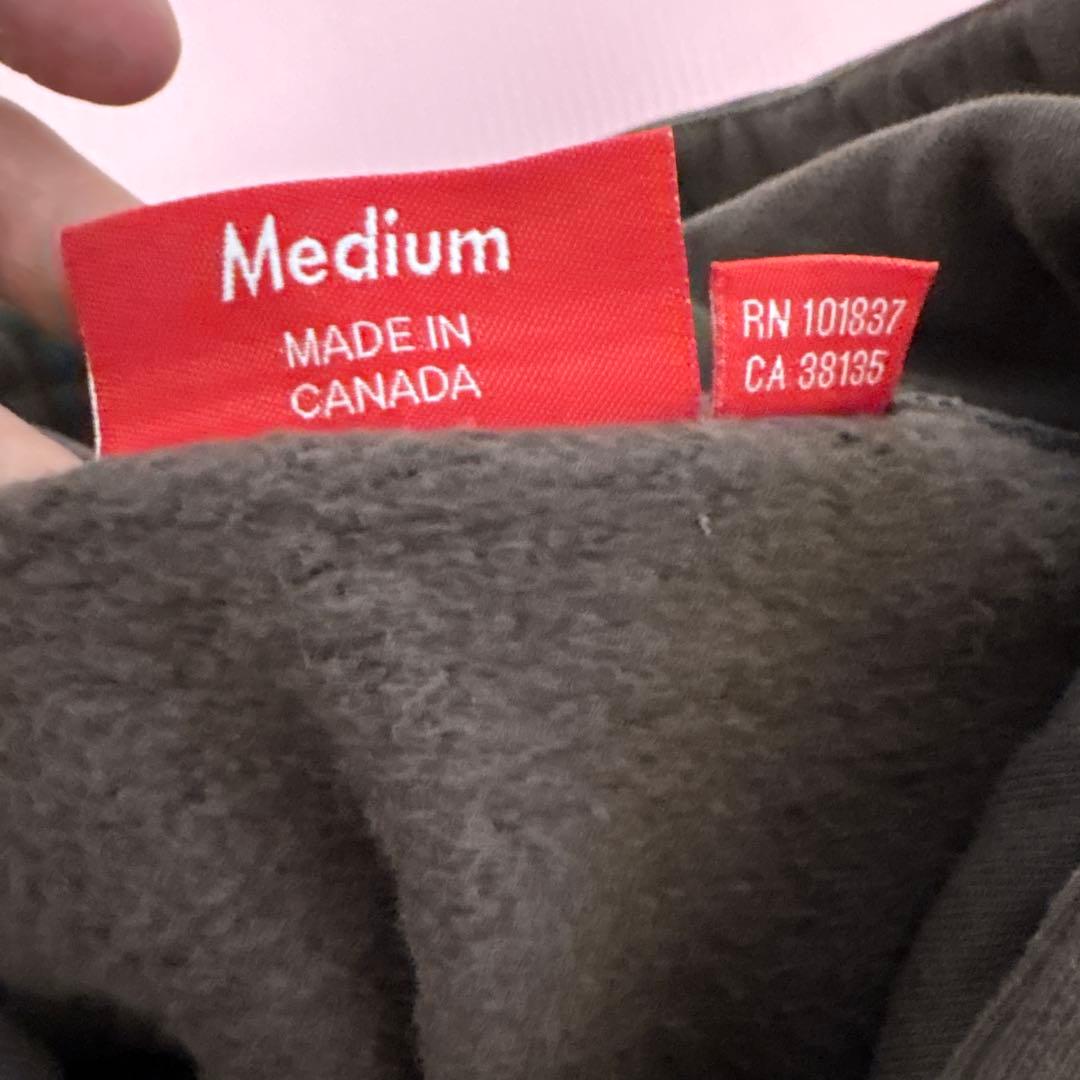 Medium
MADE IN
CANADA
RN 101837
CA 38135